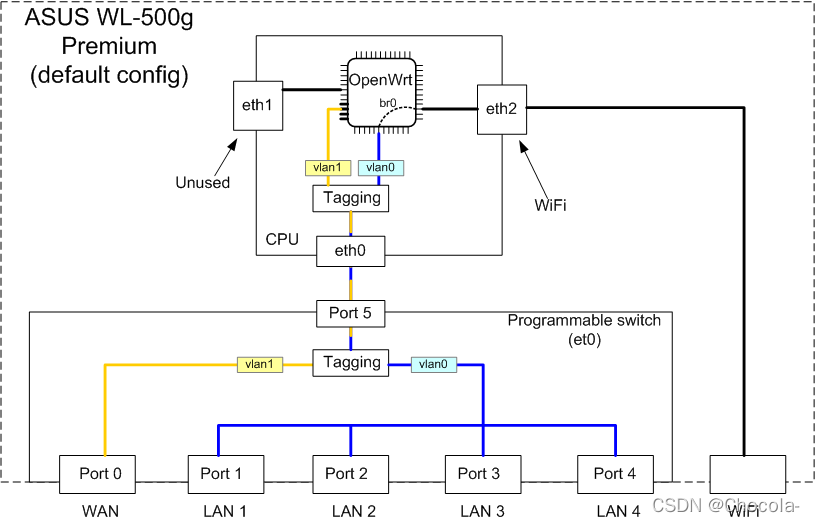 ASUS WL-500g
Premium
(default config)
OpenWrt
br0
eth1
eth2
Unused
WiFi
vlan1
vlan0
Tagging
CPU
eth0
Port 5
Programmable switch
(et0)
Tagging
vlan1
vlan0
Port 0
Port 1
Port 2
Port 3
Port 4
WAN
LAN 1
LAN 2
LAN 3
LAN 4
WiFi
CSDN @Chocola-